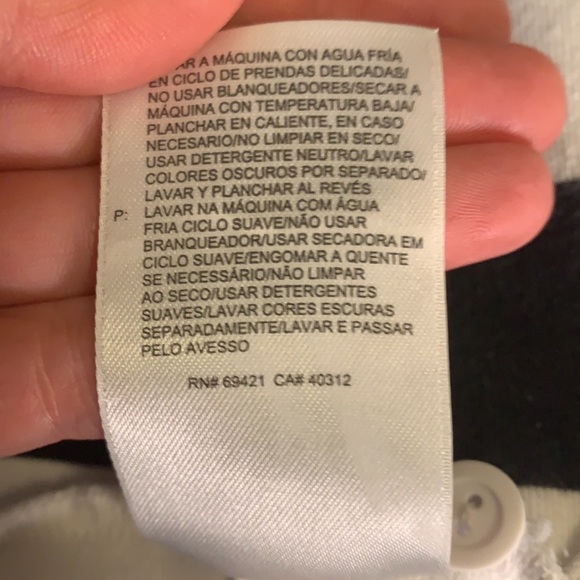 AR A MÁQUINA CON AGUA FRÍA
EN CICLO DE PRENDAS DELICADAS/
NO USAR BLANQUEADORES/SECAR A
MÁQUINA CON TEMPERATURA BAJA/
PLANCHAR EN CALIENTE, EN CASO
NECESARIO/NO LIMPIAR EN SECO/
USAR DETERGENTE NEUTRO/LAVAR
COLORES OSCUROS POR SEPARADO/
LAVAR Y PLANCHAR AL REVÉS
P: LAVAR NA MÁQUINA COM ÁGUA
FRIA CICLO SUAVE/NÃO USAR
BRANQUEADOR/USAR SECADORA EM
CICLO SUAVE/ENGOMAR A QUENTE
SE NECESSÁRIO/NÃO LIMPAR
AO SECO/USAR DETERGENTES
SUAVES/LAVAR CORES ESCURAS
SEPARADAMENTE/LAVAR E PASSAR
PELO AVESSO
RN# 69421 CA# 40312